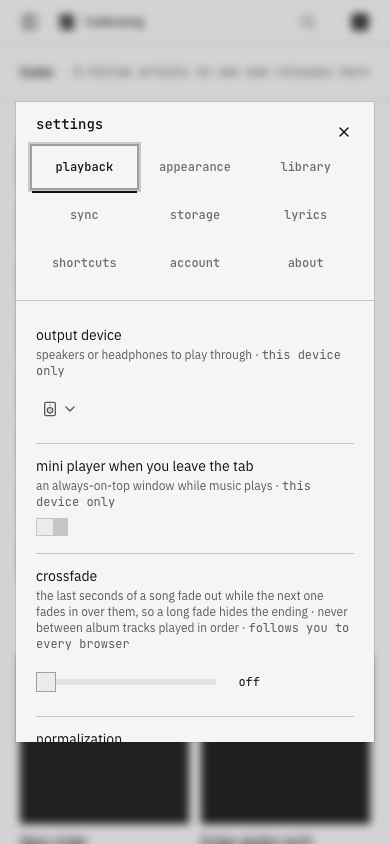 settings
playback
appearance
library
sync
storage
lyrics
shortcuts
account
about
output device
speakers or headphones to play through · this device
only
mini player when you leave the tab
an always-on-top window while music plays · this
device only
crossfade
the last seconds of a song fade out while the next one
fades in over them, so a long fade hides the ending · never
between album tracks played in order · follows you to
every browser
off
normalization